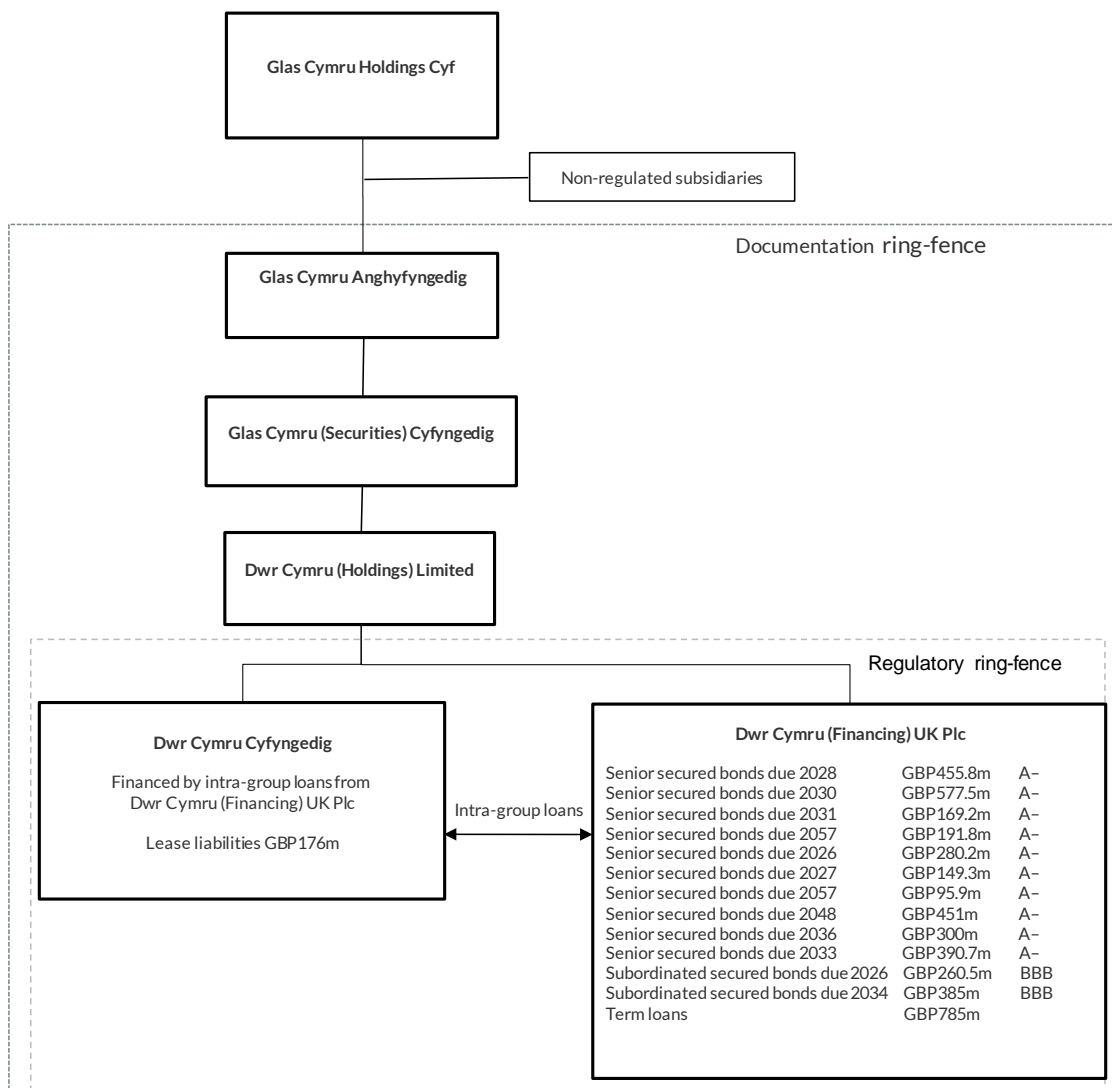 Glas Cymru Holdings Cyf
Non-regulated subsidiaries
Documentation ring-fence
Glas Cymru Anghyfyngedig
Glas Cymru (Securities) Cyfyngedig
Dwr Cymru (Holdings) Limited
Regulatory ring-fence
Dwr Cymru Cyfyngedig
Financed by intra-group loans from
Dwr Cymru (Financing) UK Plc
Lease liabilities GBP176m
Intra-group loans
Dwr Cymru (Financing) UK Plc
Senior secured bonds due 2028 GBP455.8m A–
Senior secured bonds due 2030 GBP577.5m A–
Senior secured bonds due 2031 GBP169.2m A–
Senior secured bonds due 2057 GBP191.8m A–
Senior secured bonds due 2026 GBP280.2m A–
Senior secured bonds due 2027 GBP149.3m A–
Senior secured bonds due 2057 GBP95.9m A–
Senior secured bonds due 2048 GBP451m A–
Senior secured bonds due 2036 GBP300m A–
Senior secured bonds due 2033 GBP390.7m A–
Subordinated secured bonds due 2026 GBP260.5m BBB
Subordinated secured bonds due 2034 GBP385m BBB
Term loans GBP785m